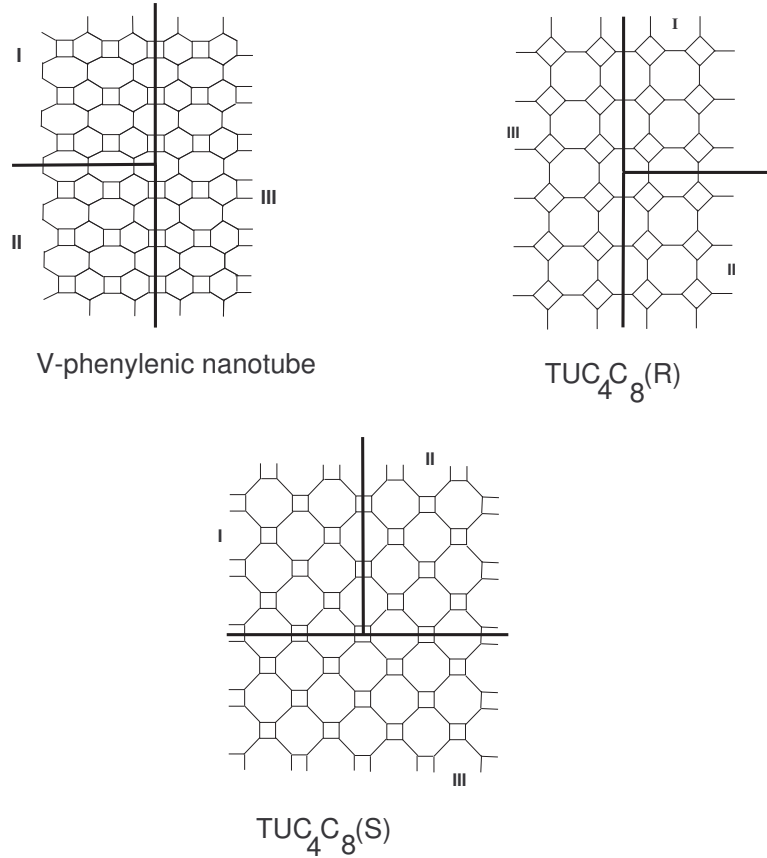 I
I
III
III
II
II
V-phenylenic nanotube
TUC4C8(R)
II
I
III
TUC4C8(S)